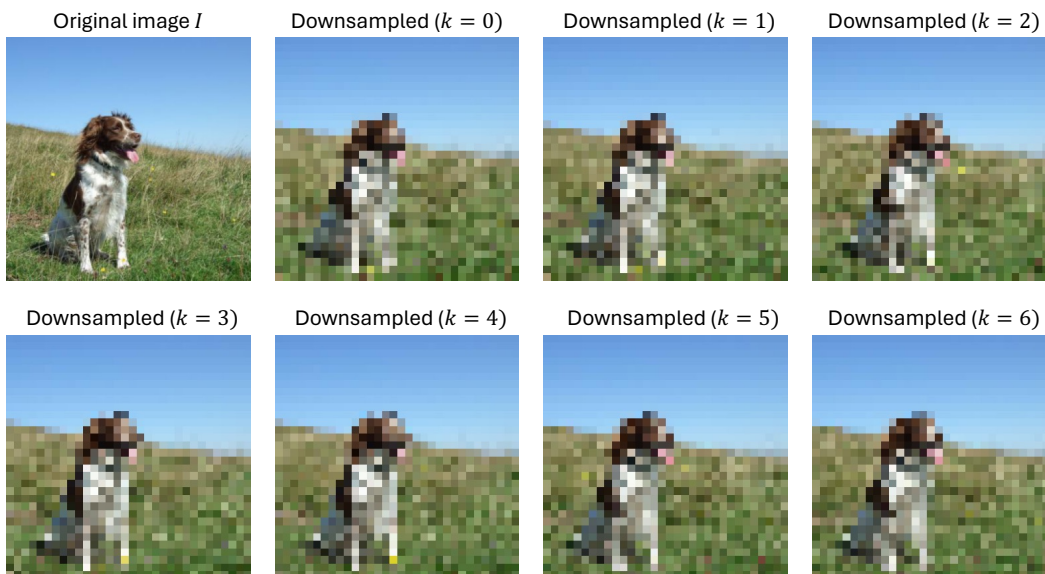 Original image I
Downsampled (k = 0)
Downsampled (k = 1)
Downsampled (k = 2)
Downsampled (k = 3)
Downsampled (k = 4)
Downsampled (k = 5)
Downsampled (k = 6)